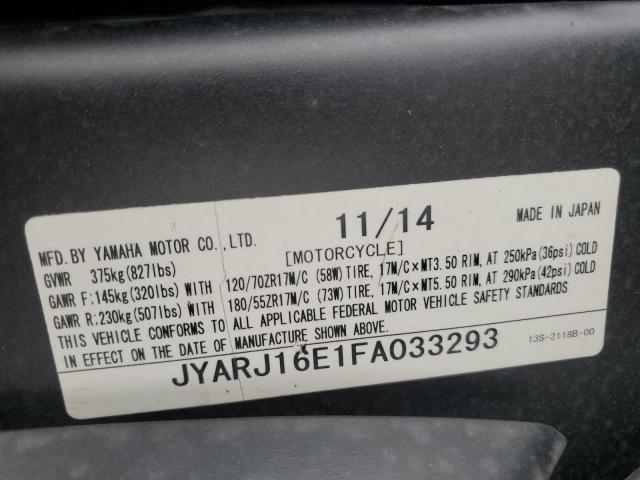 11/14
MADE IN JAPAN
MFD. BY YAMAHA MOTOR CO., LTD.
[MOTORCYCLE]
GVWR 375kg(827lbs)
GAWR F:145kg(320lbs) WITH 120/70ZR17M/C (58W) TIRE, 17M/C×MT3.50 RIM, AT 250kPa(36psi) COLD
GAWR R:230kg(507lbs) WITH 180/55ZR17M/C (73W) TIRE, 17M/C×MT5.50 RIM, AT 290kPa(42psi) COLD
THIS VEHICLE CONFORMS TO ALL APPLICABLE FEDERAL MOTOR VEHICLE SAFETY STANDARDS
IN EFFECT ON THE DATE OF MANUFACTURE SHOWN ABOVE.
13S-2118B-00
JYARJ16E1FA033293